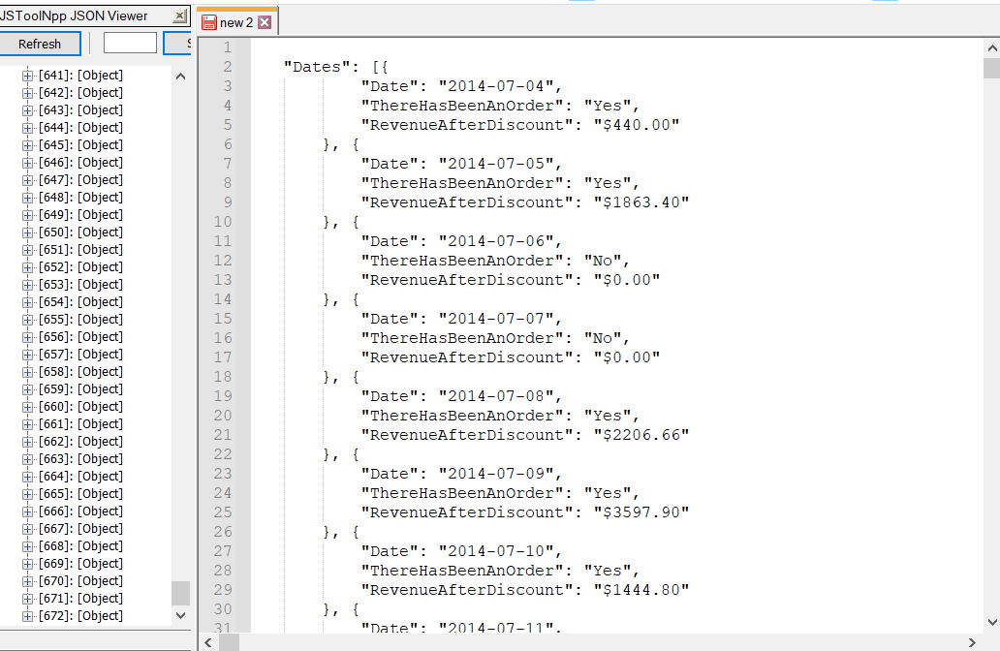 JSToolNpp JSON Viewer
Refresh
[641]: [Object]
[642]: [Object]
[643]: [Object]
[644]: [Object]
[645]: [Object]
[646]: [Object]
[647]: [Object]
[648]: [Object]
[649]: [Object]
[650]: [Object]
[651]: [Object]
[652]: [Object]
[653]: [Object]
[654]: [Object]
[655]: [Object]
[656]: [Object]
[657]: [Object]
[658]: [Object]
[659]: [Object]
[660]: [Object]
[661]: [Object]
[662]: [Object]
[663]: [Object]
[664]: [Object]
[665]: [Object]
[666]: [Object]
[667]: [Object]
[668]: [Object]
[669]: [Object]
[670]: [Object]
[671]: [Object]
[672]: [Object]
new 2
1
2 "Dates": [{
3 "Date": "2014-07-04",
4 "ThereHasBeenAnOrder": "Yes",
5 "RevenueAfterDiscount": "$440.00"
6 }, {
7 "Date": "2014-07-05",
8 "ThereHasBeenAnOrder": "Yes",
9 "RevenueAfterDiscount": "$1863.40"
10 }, {
11 "Date": "2014-07-06",
12 "ThereHasBeenAnOrder": "No",
13 "RevenueAfterDiscount": "$0.00"
14 }, {
15 "Date": "2014-07-07",
16 "ThereHasBeenAnOrder": "No",
17 "RevenueAfterDiscount": "$0.00"
18 }, {
19 "Date": "2014-07-08",
20 "ThereHasBeenAnOrder": "Yes",
21 "RevenueAfterDiscount": "$2206.66"
22 }, {
23 "Date": "2014-07-09",
24 "ThereHasBeenAnOrder": "Yes",
25 "RevenueAfterDiscount": "$3597.90"
26 }, {
27 "Date": "2014-07-10",
28 "ThereHasBeenAnOrder": "Yes",
29 "RevenueAfterDiscount": "$1444.80"
30 }, {
31 "Date": "2014-07-11",